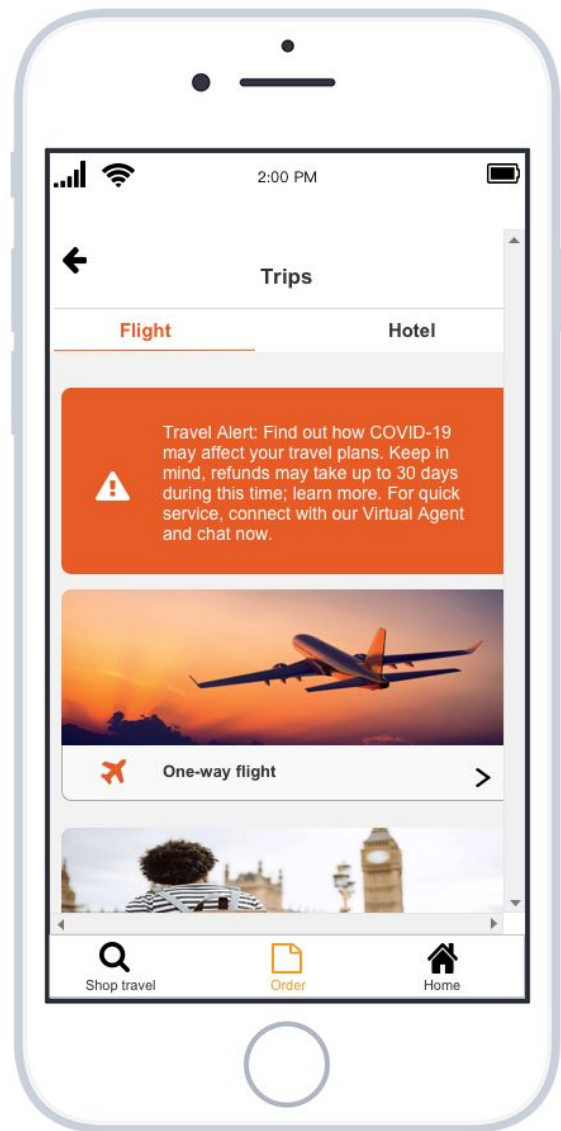 2:00 PM
Trips
Flight Hotel
Travel Alert: Find out how COVID-19
may affect your travel plans. Keep in
mind, refunds may take up to 30 days
during this time; learn more. For quick
service, connect with our Virtual Agent
and chat now.
One-way flight
Shop travel Order Home